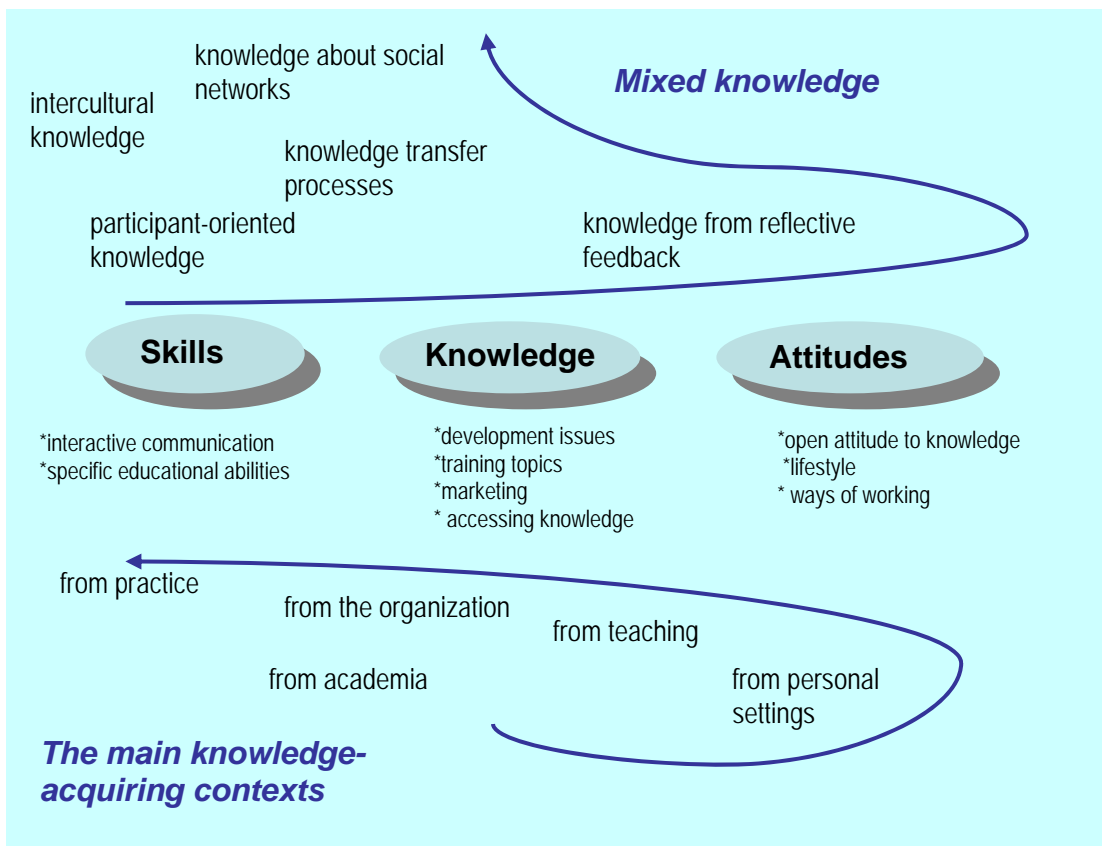 knowledge about social
networks
Mixed knowledge
intercultural
knowledge
knowledge transfer
processes
participant-oriented
knowledge
knowledge from reflective
feedback
Skills
Knowledge
Attitudes
*interactive communication
*specific educational abilities
*development issues
*training topics
*marketing
* accessing knowledge
*open attitude to knowledge
*lifestyle
* ways of working
from practice
from the organization
from teaching
from academia
from personal
settings
The main knowledge-
acquiring contexts